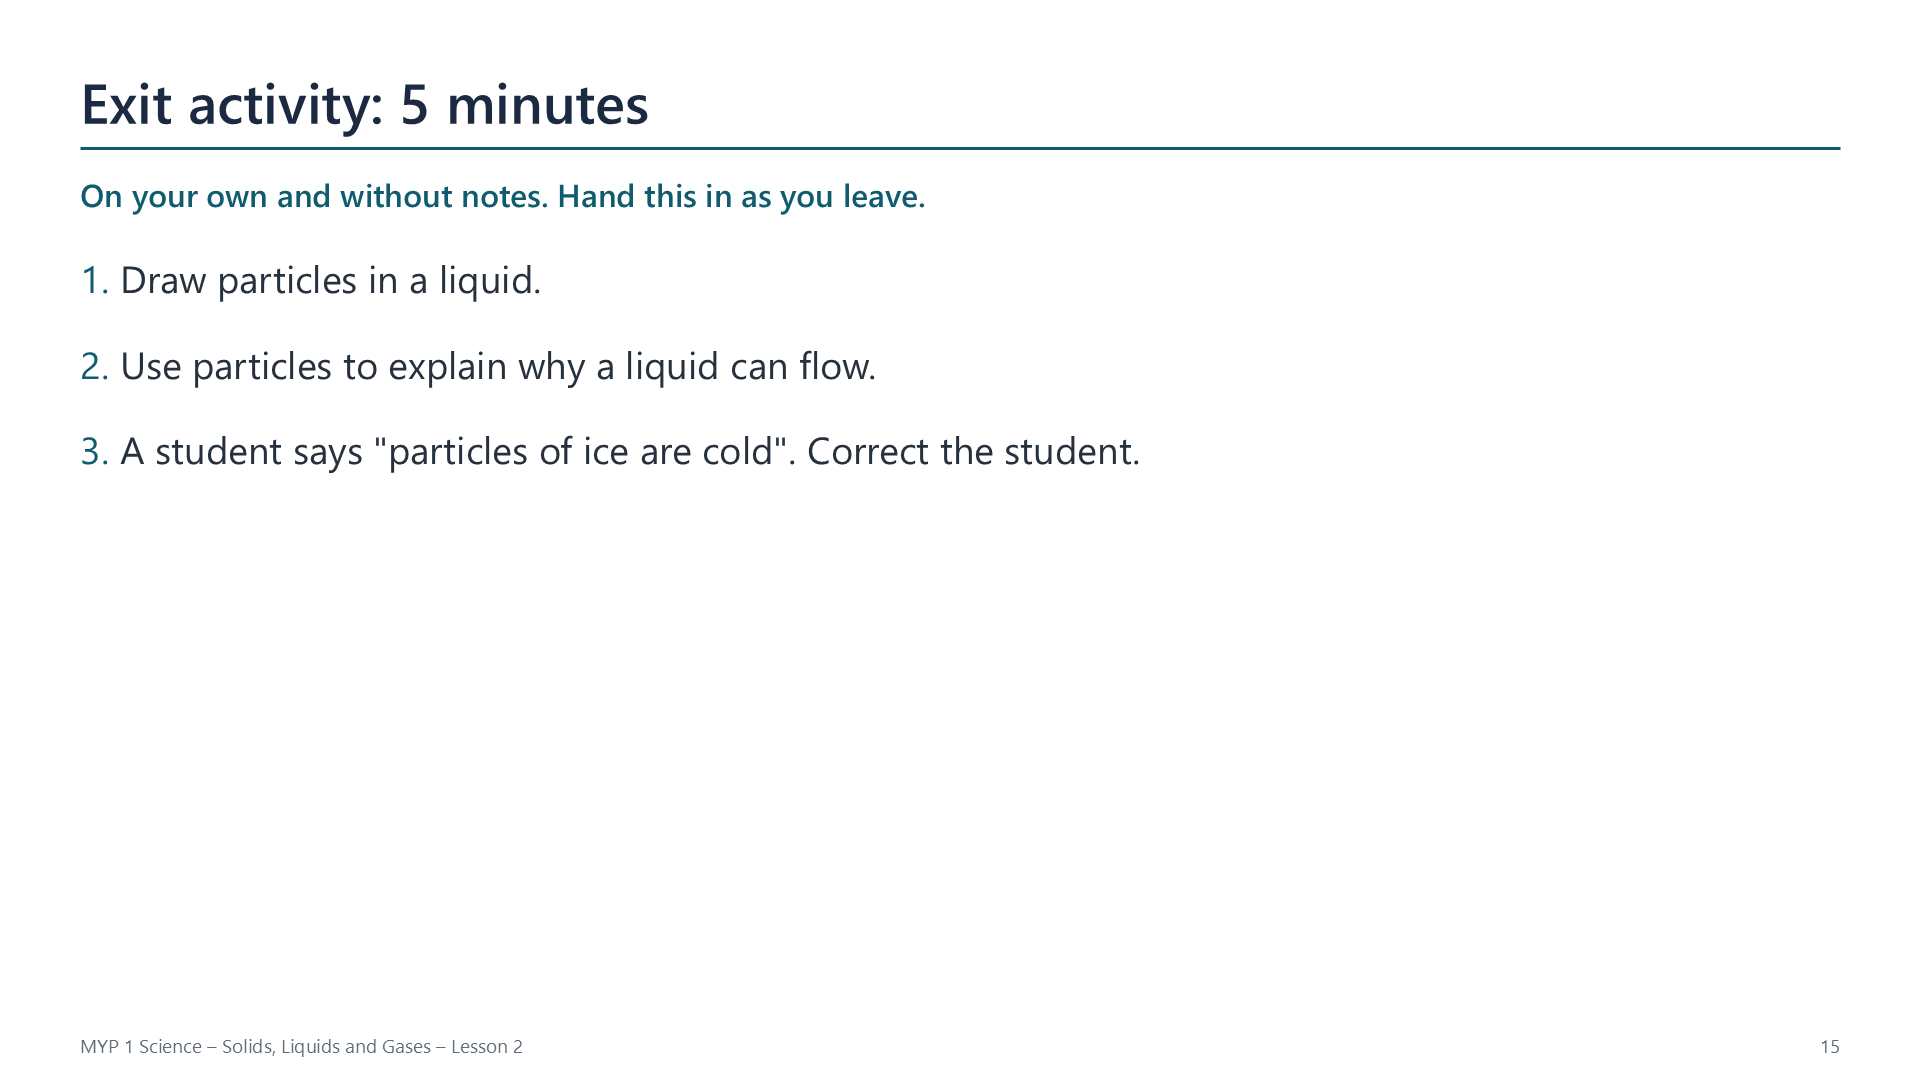 Exit activity: 5 minutes
On your own and without notes. Hand this in as you leave.
1. Draw particles in a liquid.
2. Use particles to explain why a liquid can flow.
3. A student says "particles of ice are cold". Correct the student.
MYP 1 Science – Solids, Liquids and Gases – Lesson 2
15